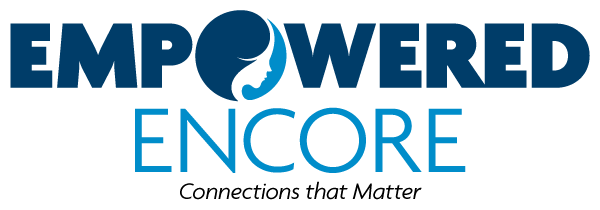 EMPOWERED
ENCORE
Connections that Matter